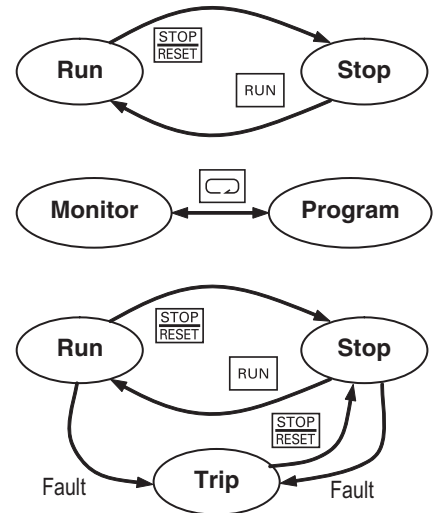 STOP
RESET
Run
Stop
RUN
Monitor
Program
STOP
RESET
Run
Stop
RUN
STOP
RESET
Trip
Fault
Fault